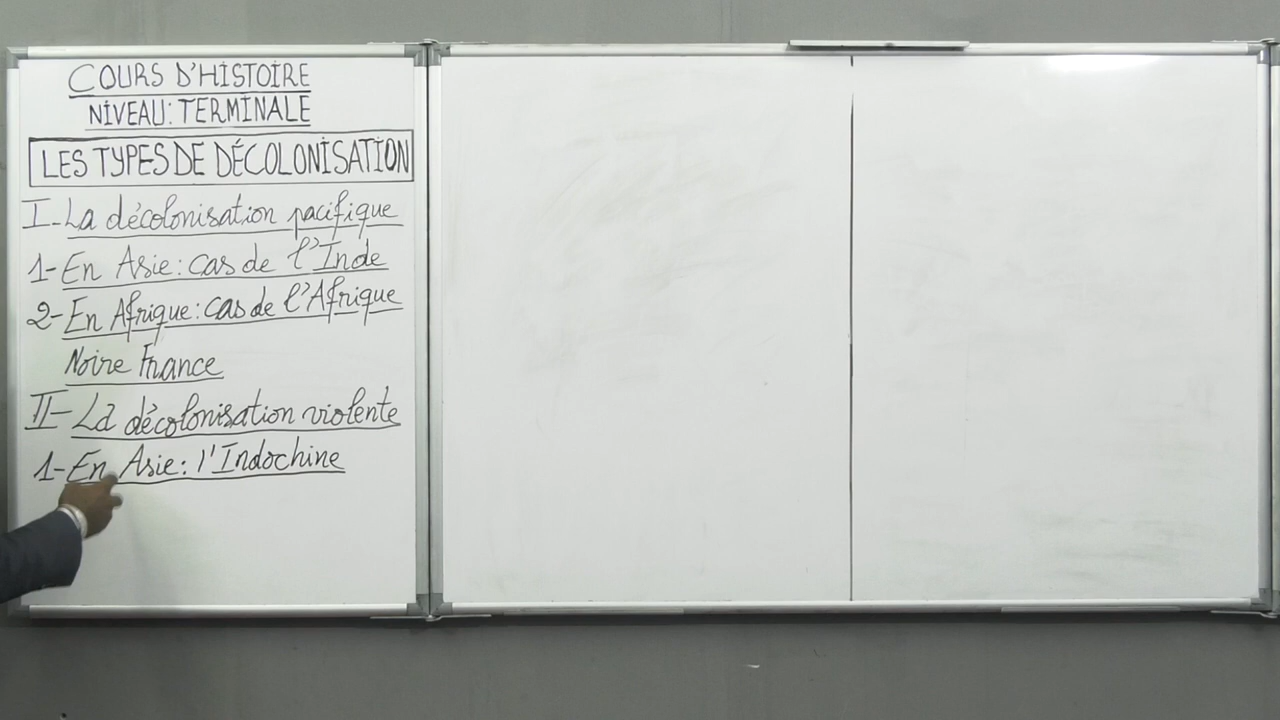 COURS D'HISTOIRE
NIVEAU: TERMINALE
LES TYPES DE DÉCOLONISATION
I-La décolonisation pacifique
1-En Asie: cas de l'Inde
2-En Afrique: cas de l'Afrique
Noire France
II-La décolonisation violente
1-En Asie: l'Indochine